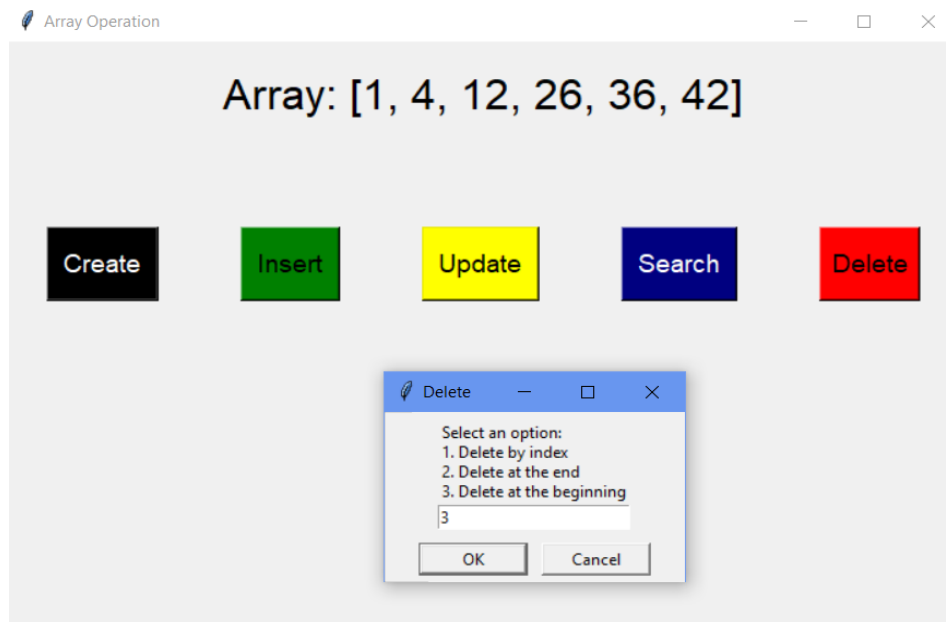 Array Operation
Array: [1, 4, 12, 26, 36, 42]
Create Insert Update Search Delete
Delete
Select an option:
1. Delete by index
2. Delete at the end
3. Delete at the beginning
3
OK Cancel